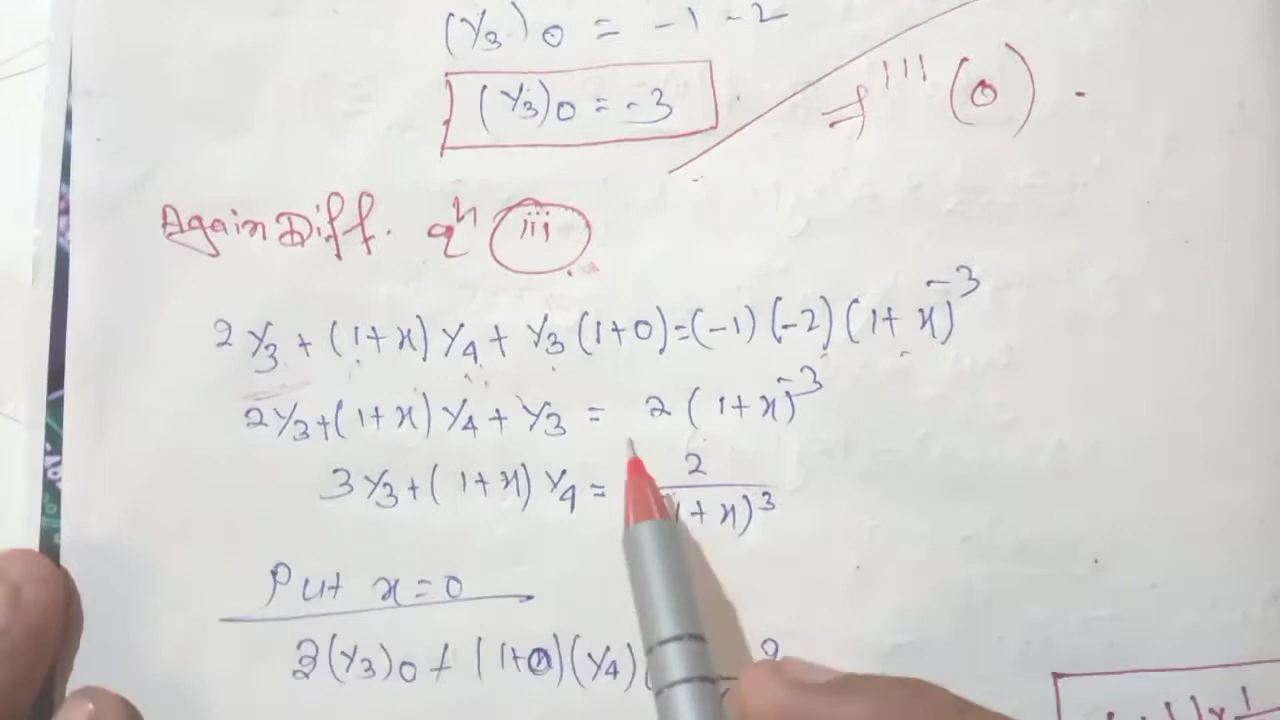 (y₃)₀ = -1 - 2
(y₃)₀ = -3
f'''(0).
Again Diff. qⁿ (iii)
2y₃ + (1+x) y₄ + y₃ (1+0) = (-1) (-2) (1+x)⁻³
2y₃ + (1+x) y₄ + y₃ = 2 (1+x)⁻³
3y₃ + (1+x) y₄ = 2 / (1+x)³
Put x = 0
3(y₃)₀ + (1+0)(y₄)